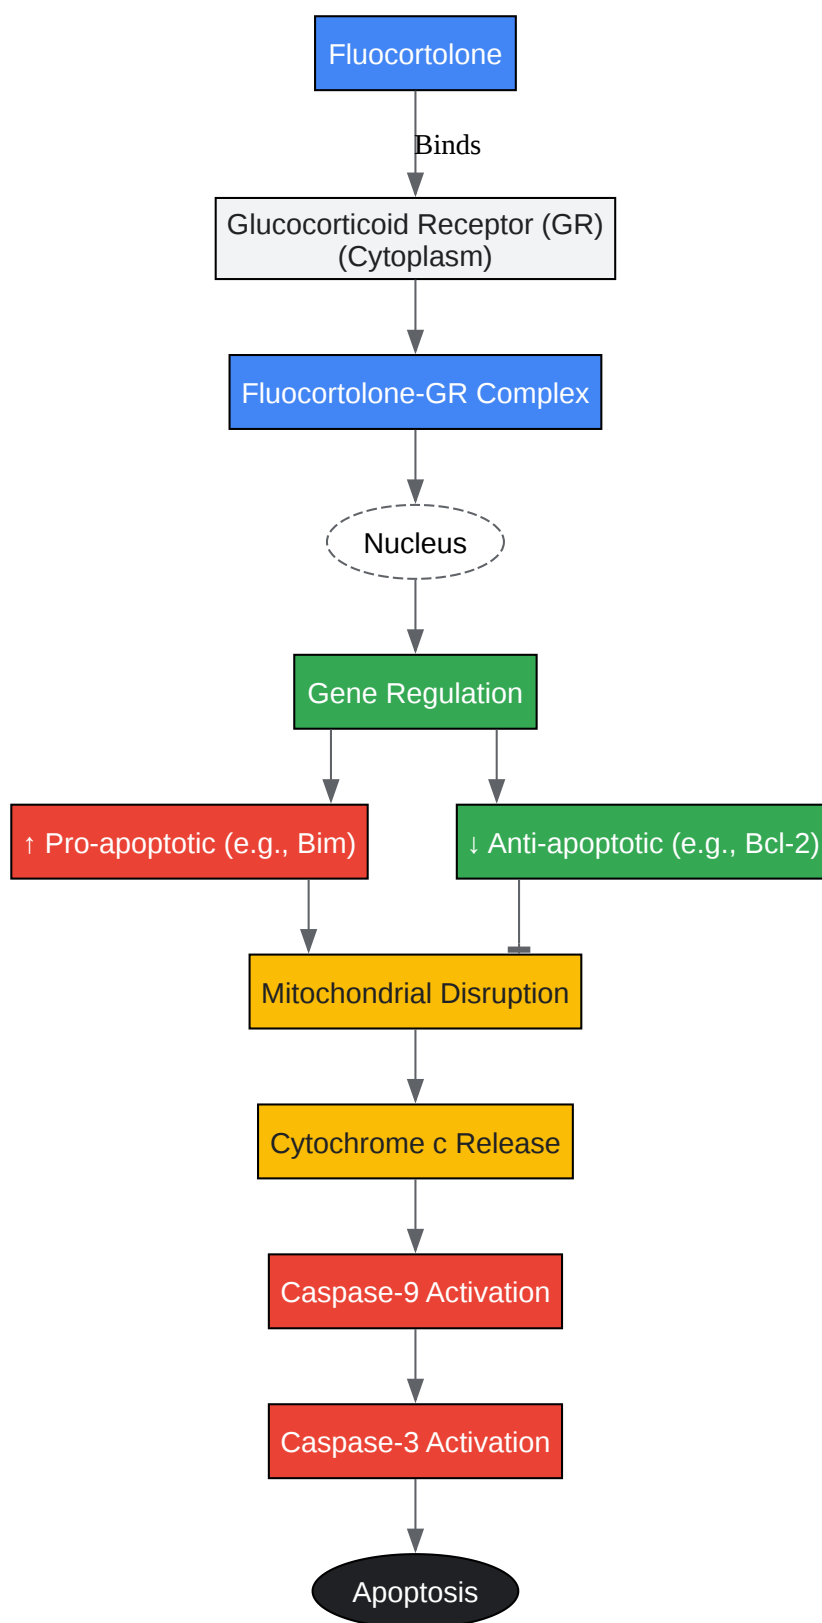 Fluocortolone
Binds
Glucocorticoid Receptor (GR)
(Cytoplasm)
Fluocortolone-GR Complex
Nucleus
Gene Regulation
↑ Pro-apoptotic (e.g., Bim)
↓ Anti-apoptotic (e.g., Bcl-2)
Mitochondrial Disruption
Cytochrome c Release
Caspase-9 Activation
Caspase-3 Activation
Apoptosis